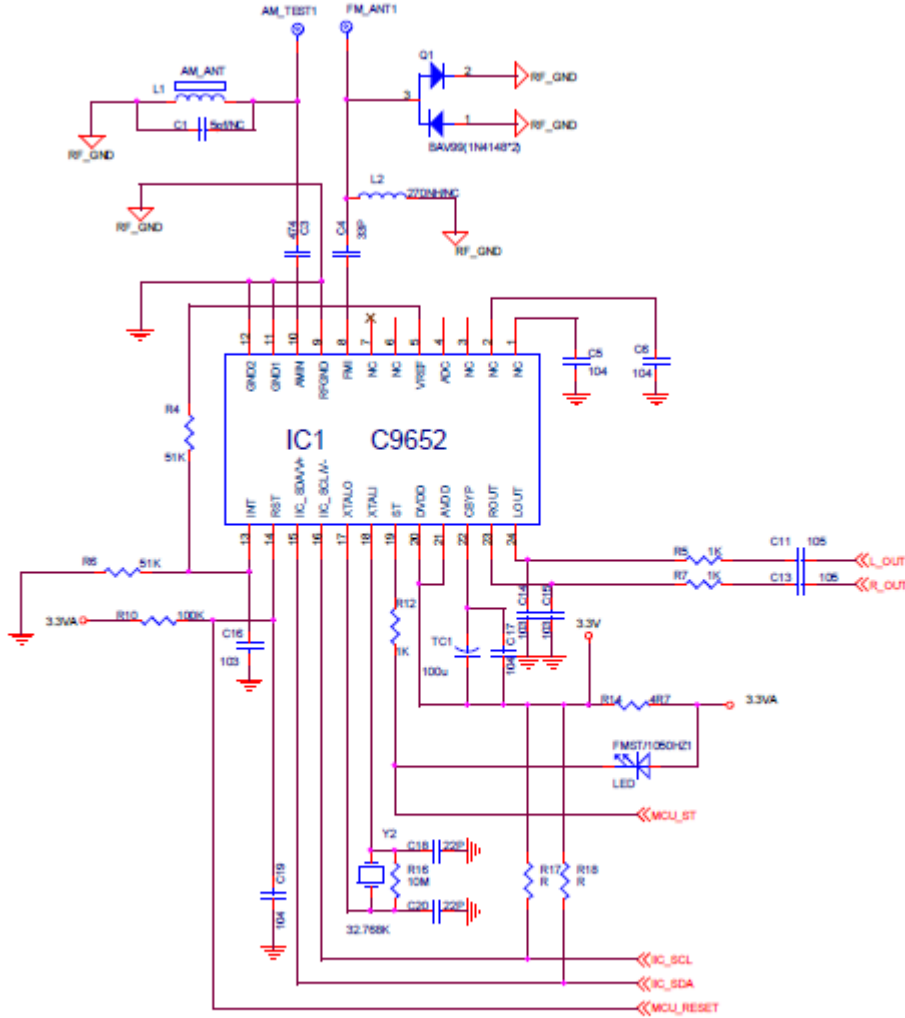 AM_TEST1
FM_ANT1
Q1
AM_ANT
L1
2
RF_GND
3
1
RF_GND
C1
5pf/NC
BAV99(1N4148*2)
RF_GND
L2
270NH/NC
RF_GND
474
C3
C4
33P
RF_GND
12
11
10
9
8
7
6
5
4
3
2
1
C5
104
C6
104
GND2
GND1
AMIN
RFGND
FMI
NC
NC
VREF
ADC
NC
NC
NC
R4
51K
IC1
C9652
INT
RST
IIC_SDA/V+
IIC_SCL/V-
XTALO
XTALI
ST
DVDD
AVDD
CBYP
ROUT
LOUT
13
14
15
16
17
18
19
20
21
22
23
24
R6
51K
R5
1K
C11
105
L_OUT
R7
1K
C13
105
R_OUT
3.3VA
R10
100K
C16
103
R12
1K
TC1
100u
C17
104
C14
103
C15
103
3.3V
R14
4R7
3.3VA
FMST/1050HZ1
LED
MCU_ST
Y2
C18
22P
R16
10M
R17
R
R18
R
C19
104
C20
22P
32.768K
IIC_SCL
IIC_SDA
MCU_RESET